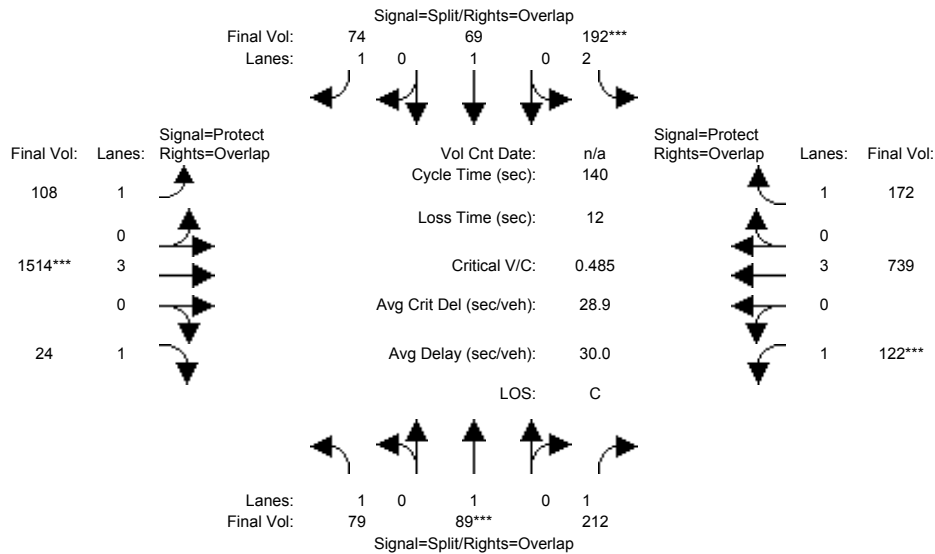 Signal=Split/Rights=Overlap
Final Vol: 74 69 192***
Lanes: 1 0 1 0 2
Signal=Protect Signal=Protect
Final Vol: Lanes: Rights=Overlap Vol Cnt Date: n/a Rights=Overlap Lanes: Final Vol:
Cycle Time (sec): 140
108 1 1 172
Loss Time (sec): 12
0 0
1514*** 3 Critical V/C: 0.485 3 739
0 Avg Crit Del (sec/veh): 28.9 0
24 1 Avg Delay (sec/veh): 30.0 1 122***
LOS: C
Lanes: 1 0 1 0 1
Final Vol: 79 89*** 212
Signal=Split/Rights=Overlap